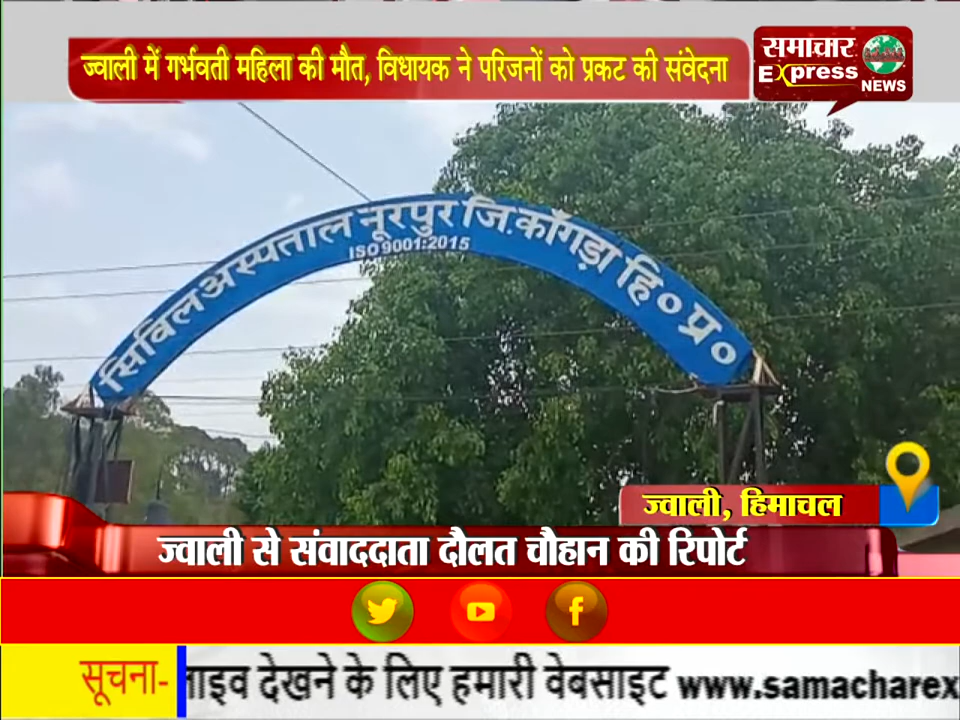 ज्वाली में गर्भवती महिला की मौत, विधायक ने परिजनों को प्रकट की संवेदना
समाचार
Express
NEWS
सिविल अस्पताल नूरपुर जि.काँगड़ा हि० प्र०
ISO 9001:2015
ज्वाली, हिमाचल
ज्वाली से संवाददाता दौलत चौहान की रिपोर्ट
सूचना- लाइव देखने के लिए हमारी वेबसाइट www.samacharex